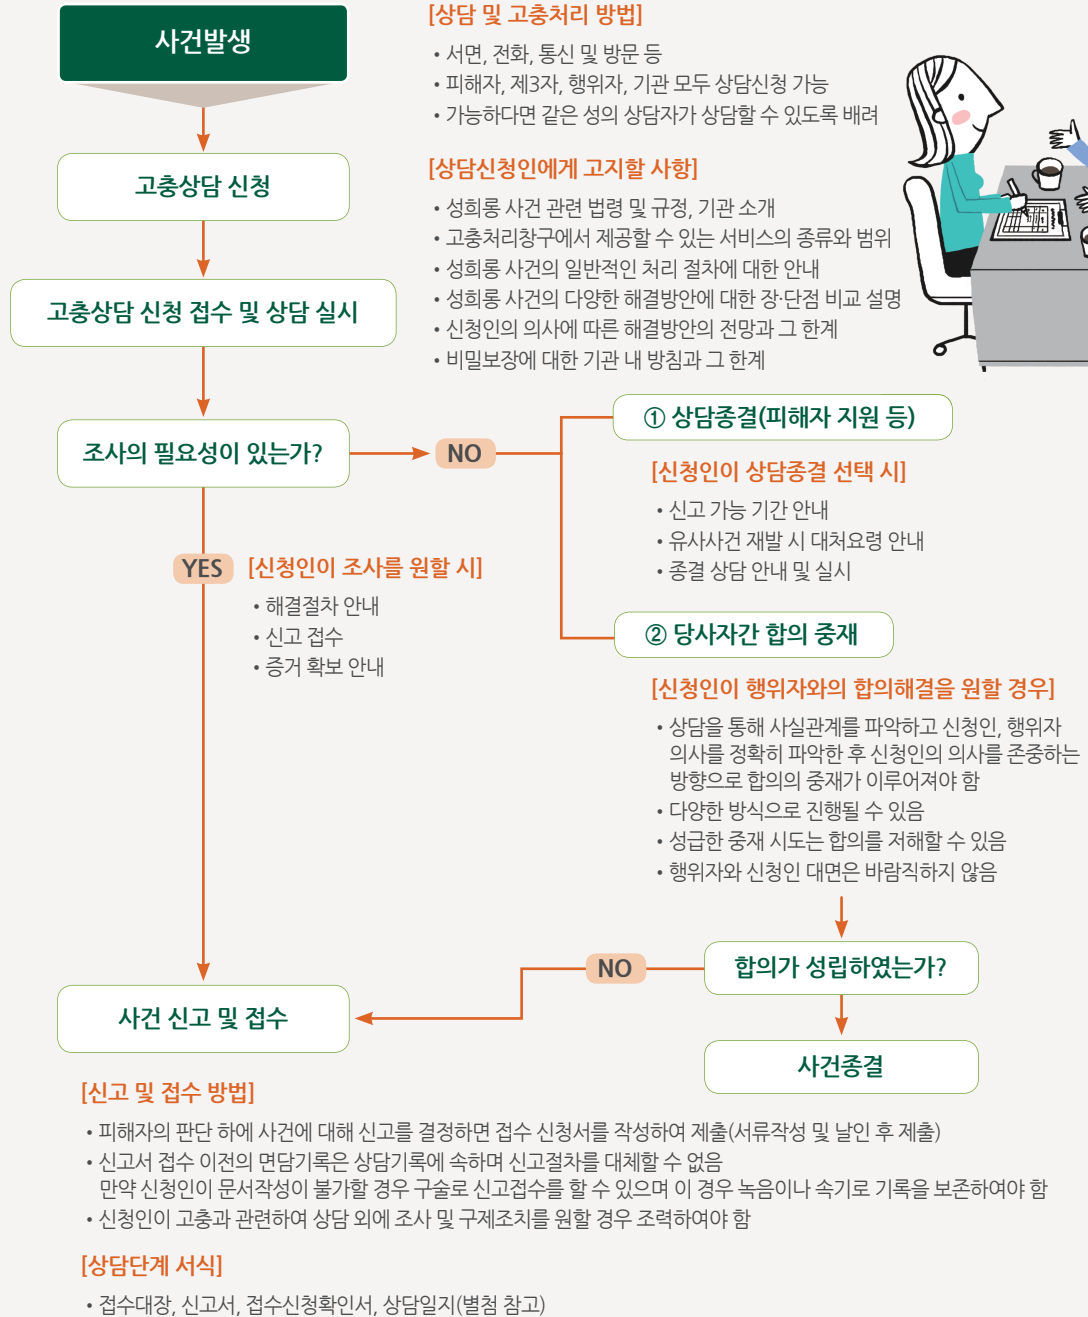 사건발생
[상담 및 고충처리 방법]
• 서면, 전화, 통신 및 방문 등
• 피해자, 제3자, 행위자, 기관 모두 상담신청 가능
• 가능하다면 같은 성의 상담자가 상담할 수 있도록 배려
고충상담 신청
[상담신청인에게 고지할 사항]
• 성희롱 사건 관련 법령 및 규정, 기관 소개
• 고충처리창구에서 제공할 수 있는 서비스의 종류와 범위
• 성희롱 사건의 일반적인 처리 절차에 대한 안내
• 성희롱 사건의 다양한 해결방안에 대한 장·단점 비교 설명
• 신청인의 의사에 따른 해결방안의 전망과 그 한계
• 비밀보장에 대한 기관 내 방침과 그 한계
고충상담 신청 접수 및 상담 실시
조사의 필요성이 있는가?
NO
① 상담종결(피해자 지원 등)
[신청인이 상담종결 선택 시]
• 신고 가능 기간 안내
• 유사사건 재발 시 대처요령 안내
• 종결 상담 안내 및 실시
YES
[신청인이 조사를 원할 시]
• 해결절차 안내
• 신고 접수
• 증거 확보 안내
② 당사자간 합의 중재
[신청인이 행위자와의 합의해결을 원할 경우]
• 상담을 통해 사실관계를 파악하고 신청인, 행위자
의사를 정확히 파악한 후 신청인의 의사를 존중하는
방향으로 합의의 중재가 이루어져야 함
• 다양한 방식으로 진행될 수 있음
• 성급한 중재 시도는 합의를 저해할 수 있음
• 행위자와 신청인 대면은 바람직하지 않음
합의가 성립하였는가?
NO
사건 신고 및 접수
사건종결
[신고 및 접수 방법]
• 피해자의 판단 하에 사건에 대해 신고를 결정하면 접수 신청서를 작성하여 제출(서류작성 및 날인 후 제출)
• 신고서 접수 이전의 면담기록은 상담기록에 속하며 신고절차를 대체할 수 없음
만약 신청인이 문서작성이 불가할 경우 구술로 신고접수를 할 수 있으며 이 경우 녹음이나 속기로 기록을 보존하여야 함
• 신청인이 고충과 관련하여 상담 외에 조사 및 구제조치를 원할 경우 조력하여야 함
[상담단계 서식]
• 접수대장, 신고서, 접수신청확인서, 상담일지(별첨 참고)